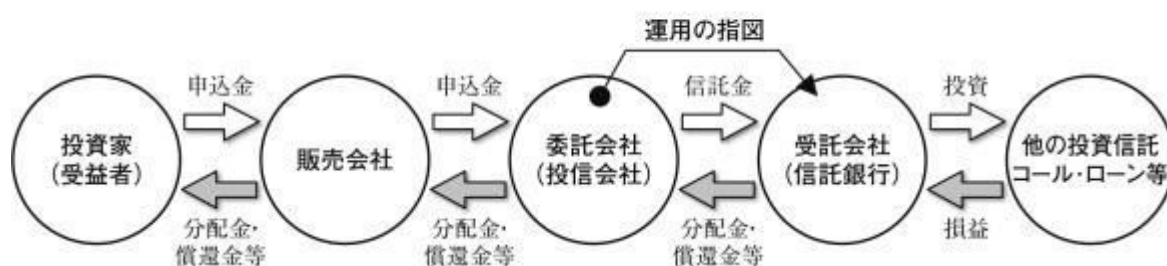 運用の指図
申込金
申込金
信託金
投資
投資家
(受益者)
販売会社
委託会社
(投信会社)
受託会社
(信託銀行)
他の投資信託
コール・ローン等
分配金・
償還金等
分配金・
償還金等
分配金・
償還金等
損益